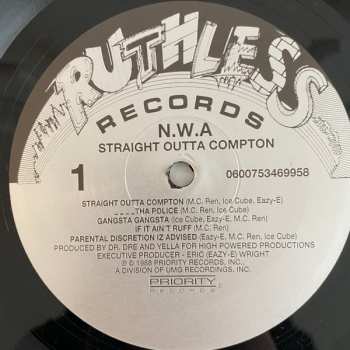 RUTHLESS
RECORDS
N.W.A
STRAIGHT OUTTA COMPTON
1
0600753469958
STRAIGHT OUTTA COMPTON (M.C. Ren, Ice Cube, Eazy-E)
_ _ _ _THA POLICE (M.C. Ren, Ice Cube)
GANGSTA GANGSTA (Ice Cube, Eazy-E, M.C. Ren)
IF IT AIN'T RUFF (M.C. Ren)
PARENTAL DISCRETION IZ ADVISED (Eazy-E, M.C. Ren, Ice Cube)
PRODUCED BY DR. DRE AND YELLA FOR HIGH POWERED PRODUCTIONS
EXECUTIVE PRODUCER - ERIC (EAZY-E) WRIGHT
℗ © 1988 PRIORITY RECORDS, INC.
A DIVISION OF UMG RECORDINGS, INC.
PRIORITY
RECORDS